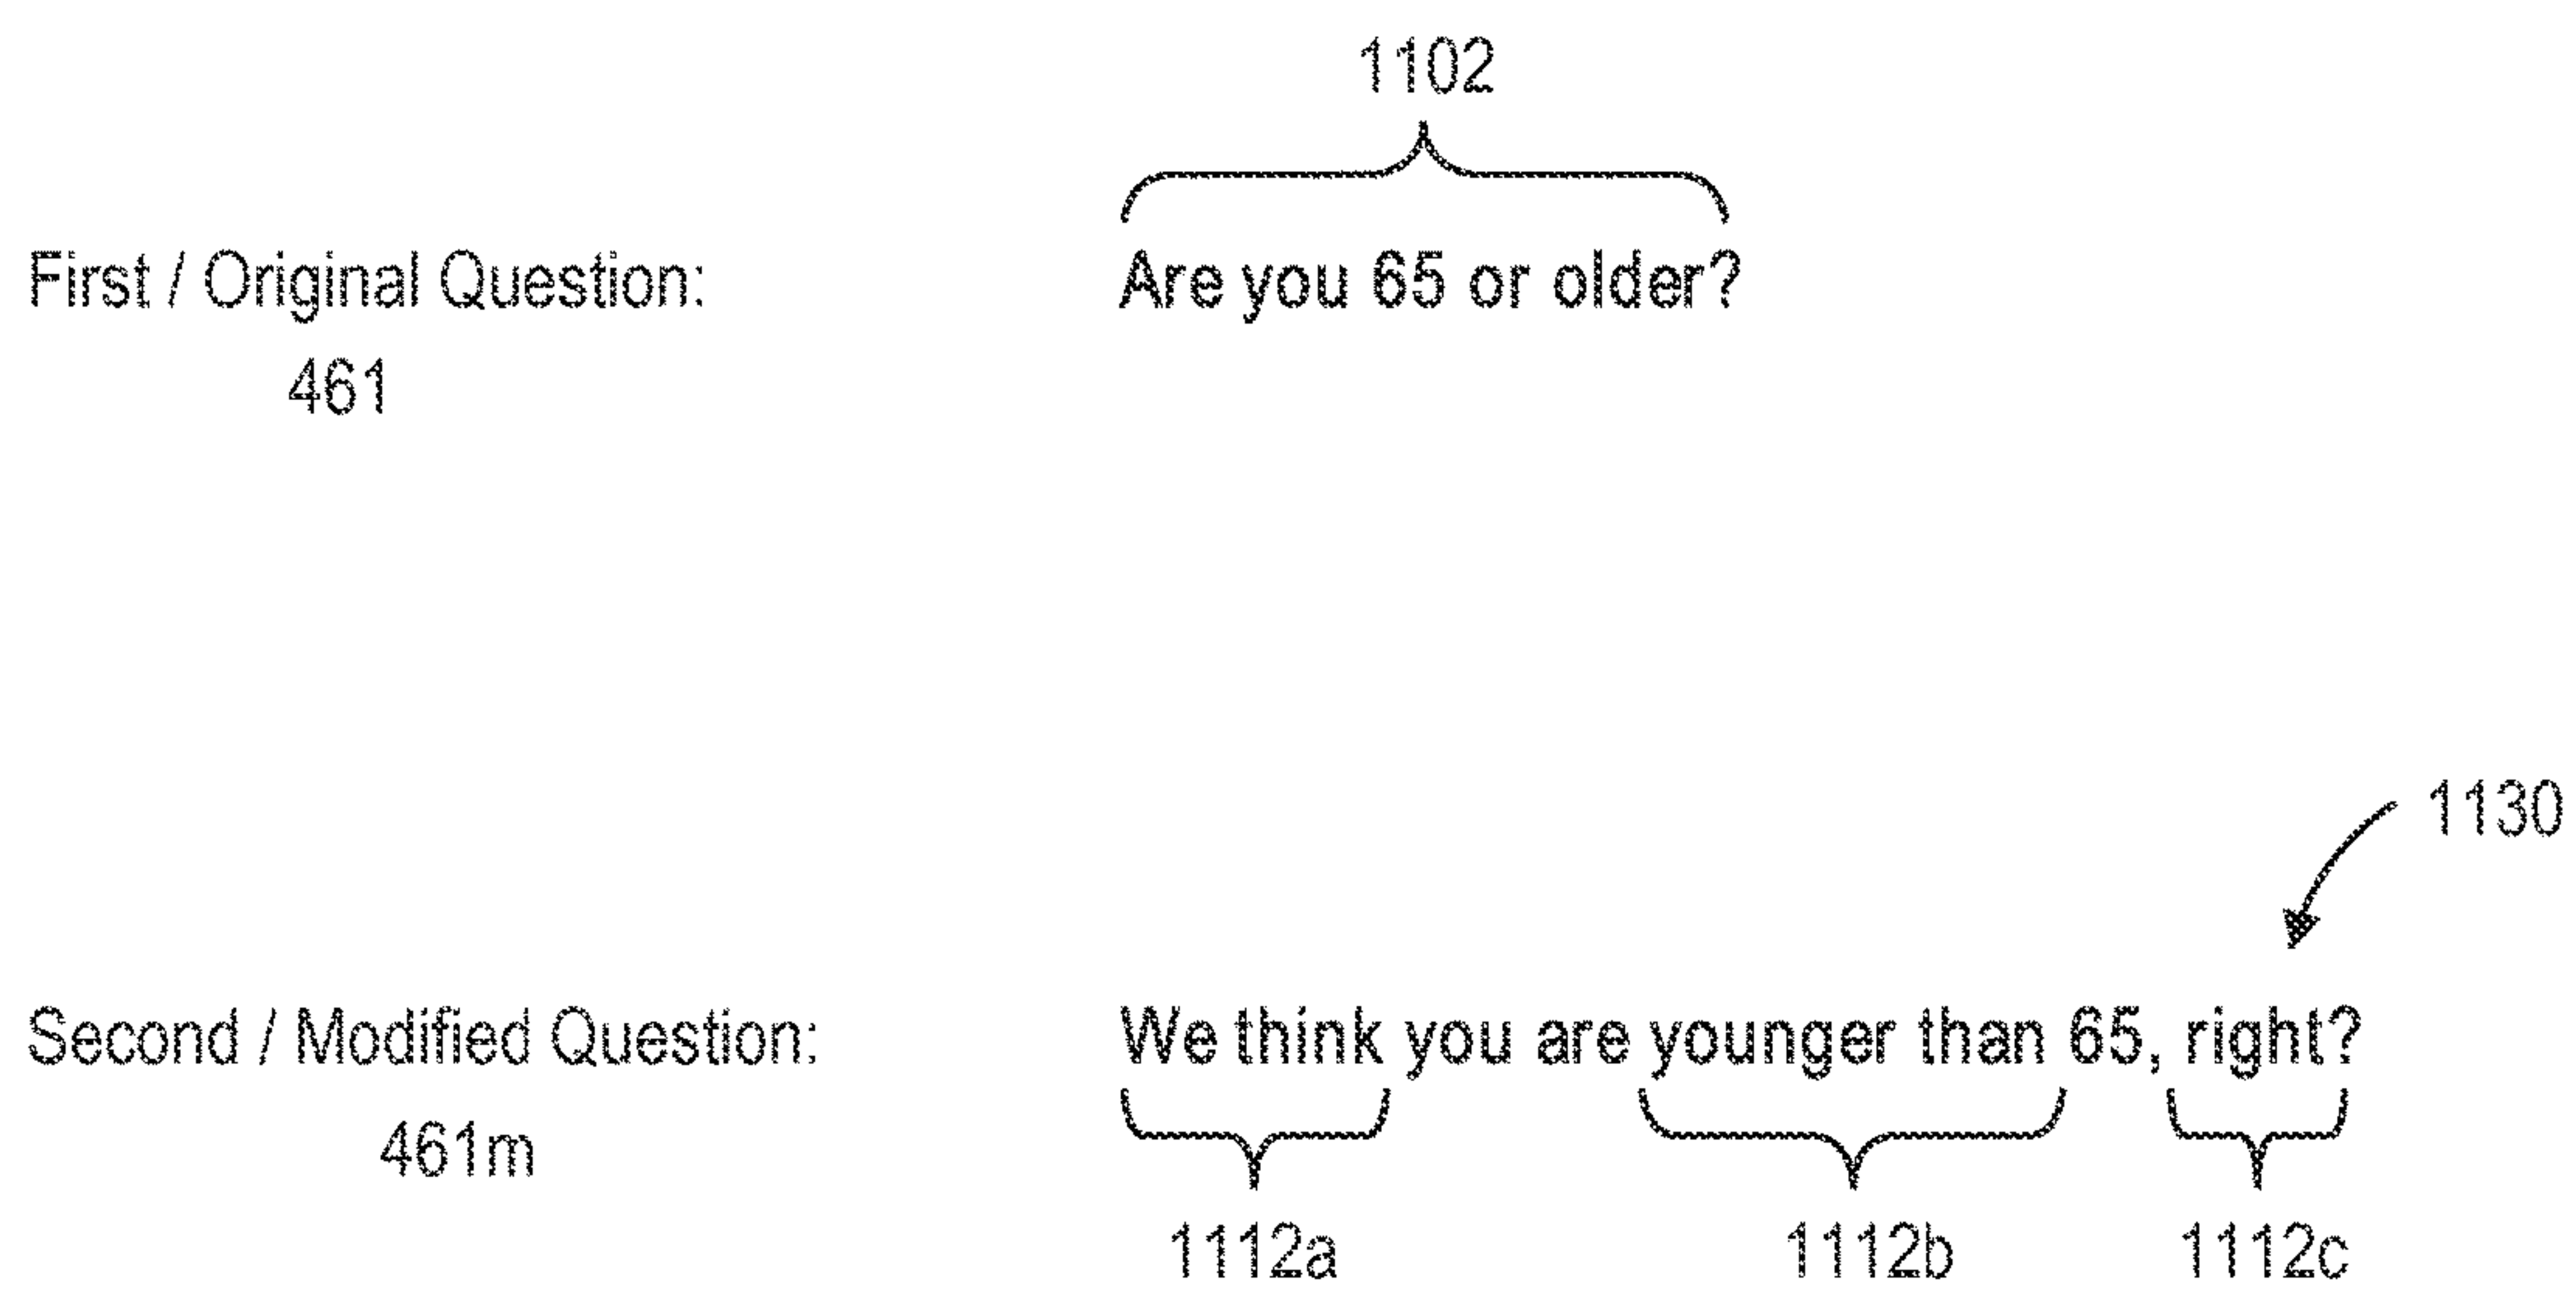 1102
First / Original Question: Are you 65 or older?
461
1130
Second / Modified Question: We think you are younger than 65, right?
461m
1112a 1112b 1112c